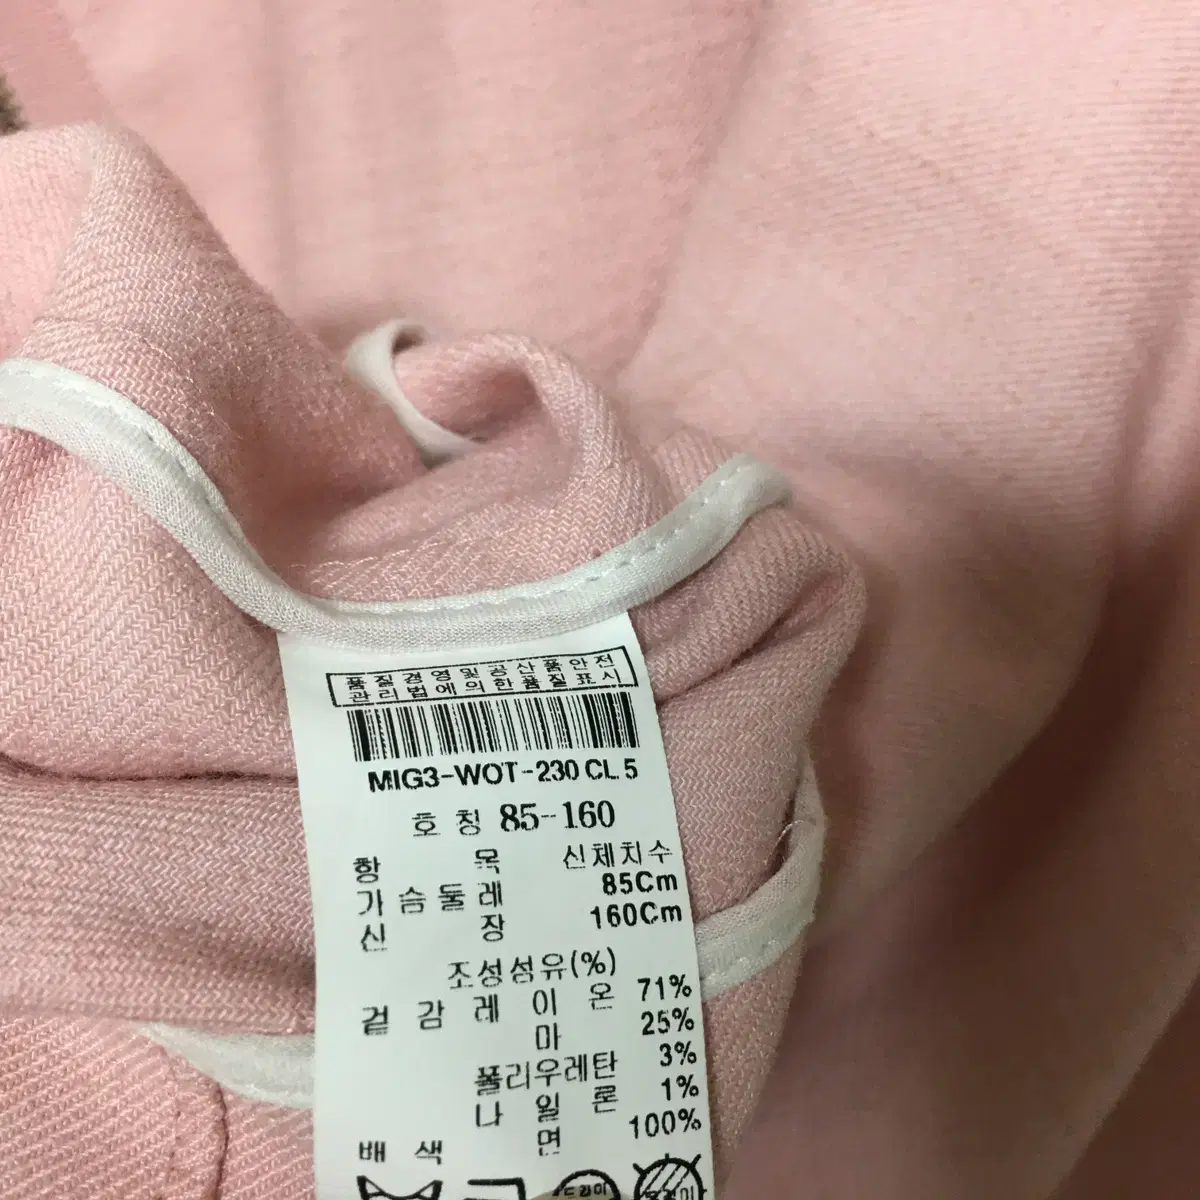 품질경영및공산품안전
관리법에의한품질표시
MIG3-WOT-230 CL 5
호칭 85-160
항목 신체치수
가슴둘레 85Cm
신장 160Cm
조성섬유(%)
겉감 레이온 71%
마 25%
폴리우레탄 3%
나일론 1%
배색 면 100%
드라이